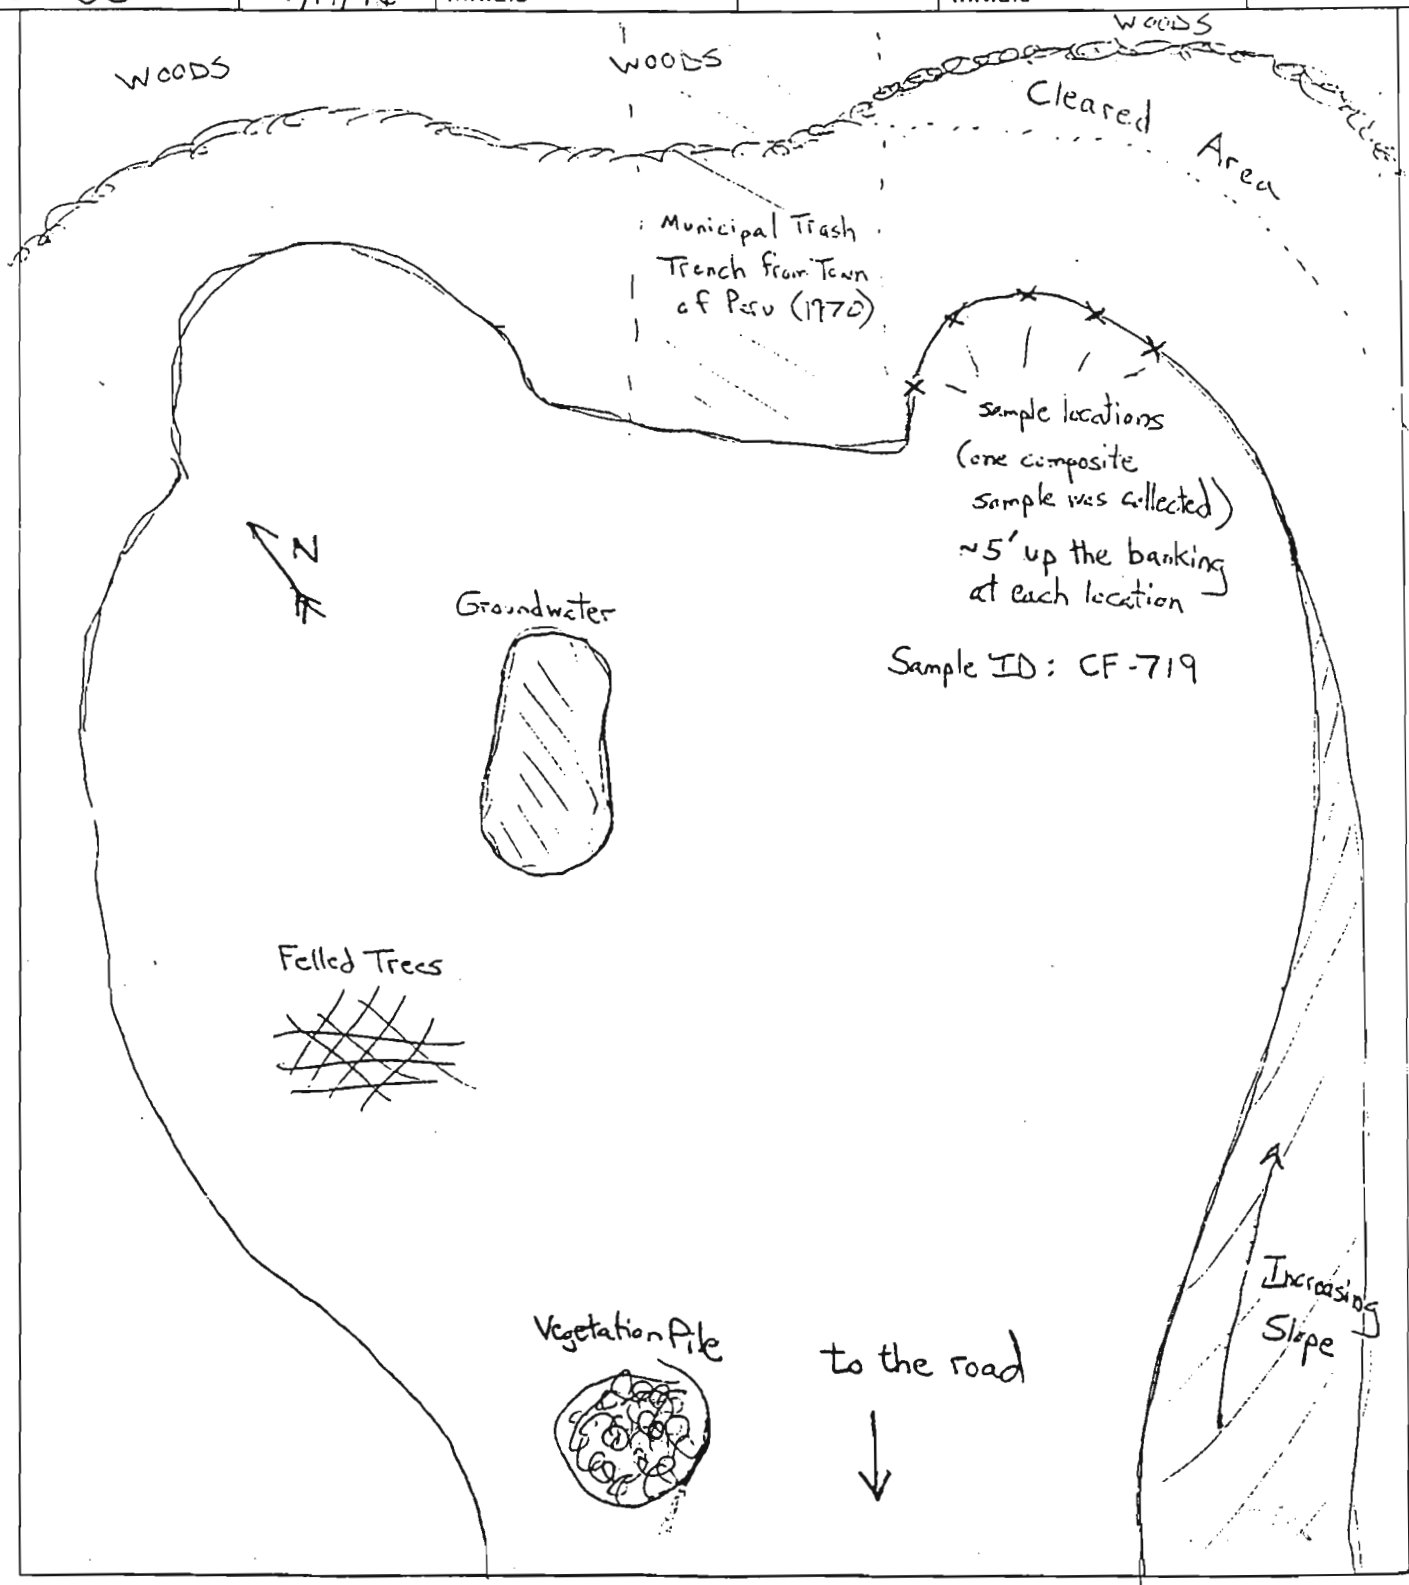 WOODS
WOODS
WOODS
Cleared
Area
Municipal Trash
Trench from Town
of Peru (1970)
sample locations
(one composite
sample was collected)
~5' up the banking
at each location
N
Groundwater
Sample ID: CF-719
Felled Trees
Increasing
Slope
Vegetation Pile
to the road